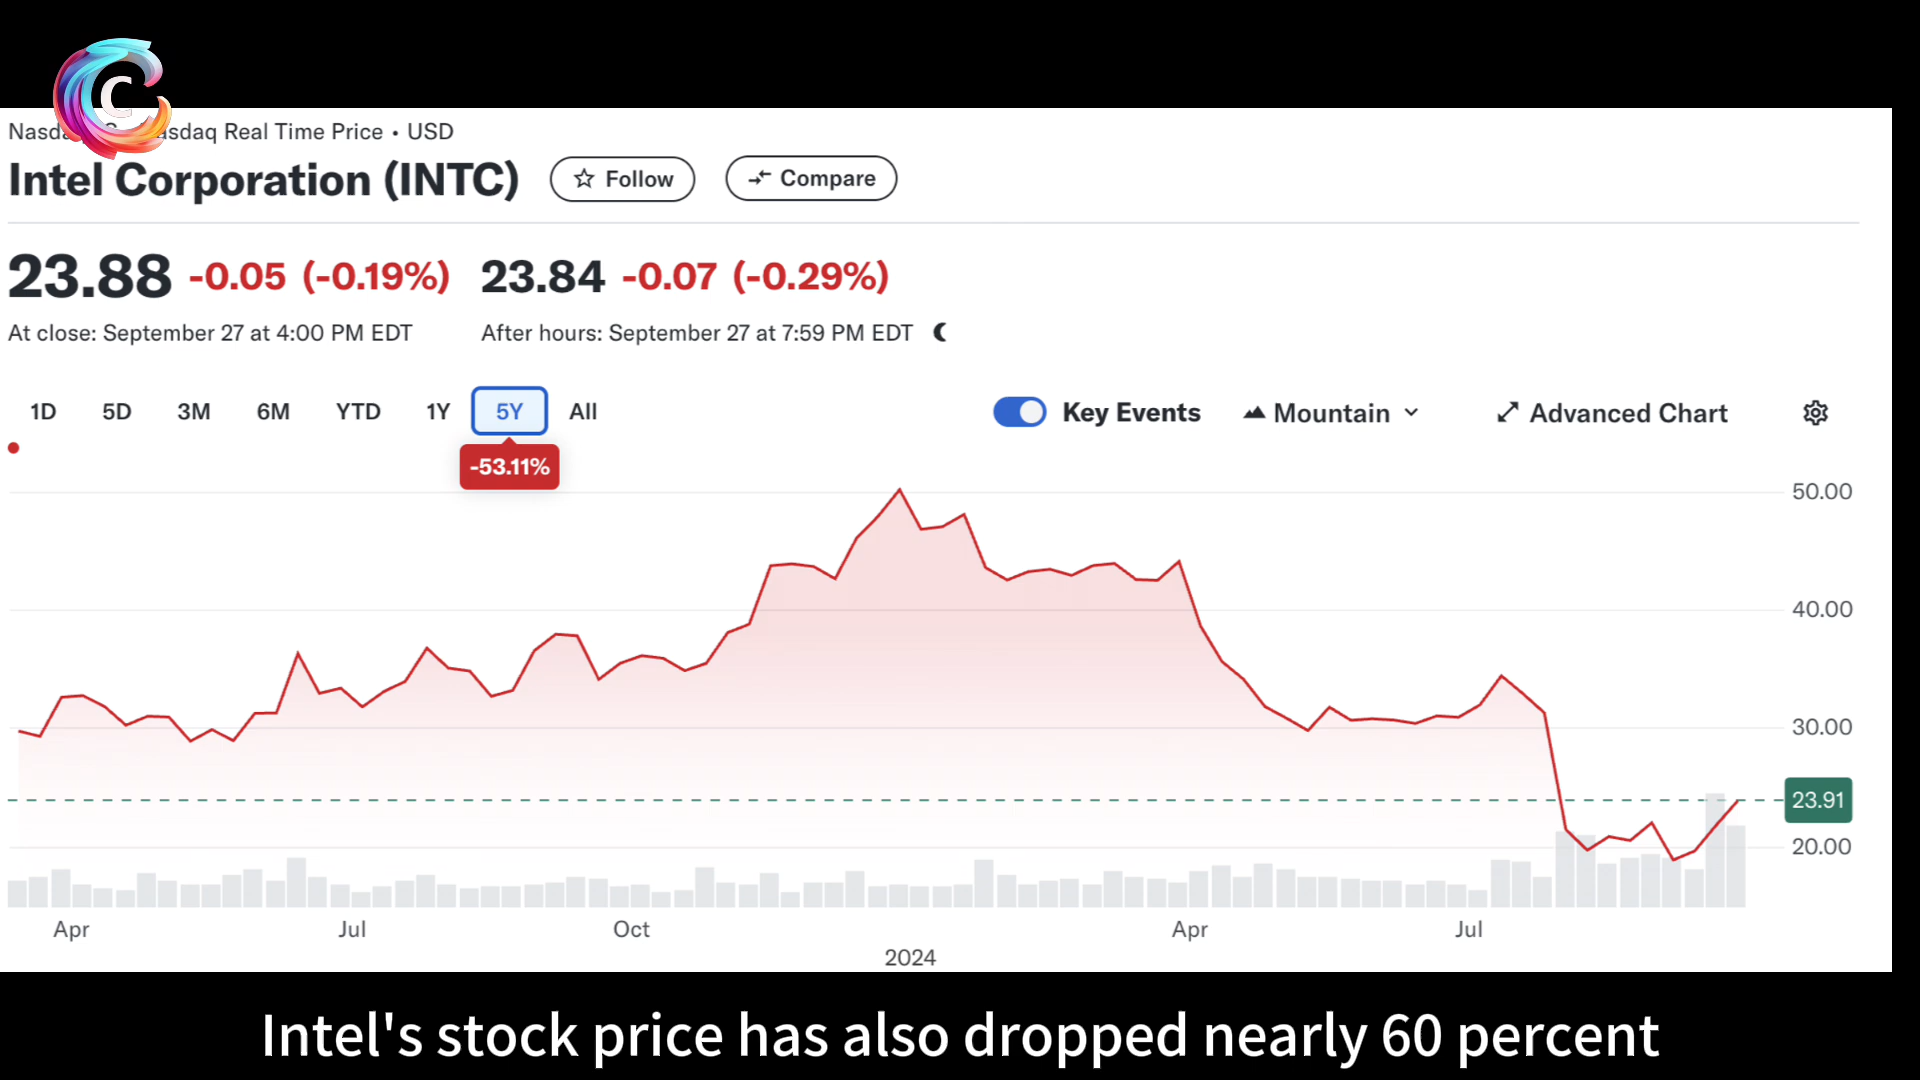 C
Nasd sdaq Real Time Price • USD
Intel Corporation (INTC) Follow Compare
23.88 -0.05 (-0.19%) 23.84 -0.07 (-0.29%)
At close: September 27 at 4:00 PM EDT After hours: September 27 at 7:59 PM EDT
1D 5D 3M 6M YTD 1Y 5Y All Key Events Mountain Advanced Chart
-53.11%
50.00
40.00
30.00
23.91
20.00
Apr Jul Oct Apr Jul
2024
Intel's stock price has also dropped nearly 60 percent